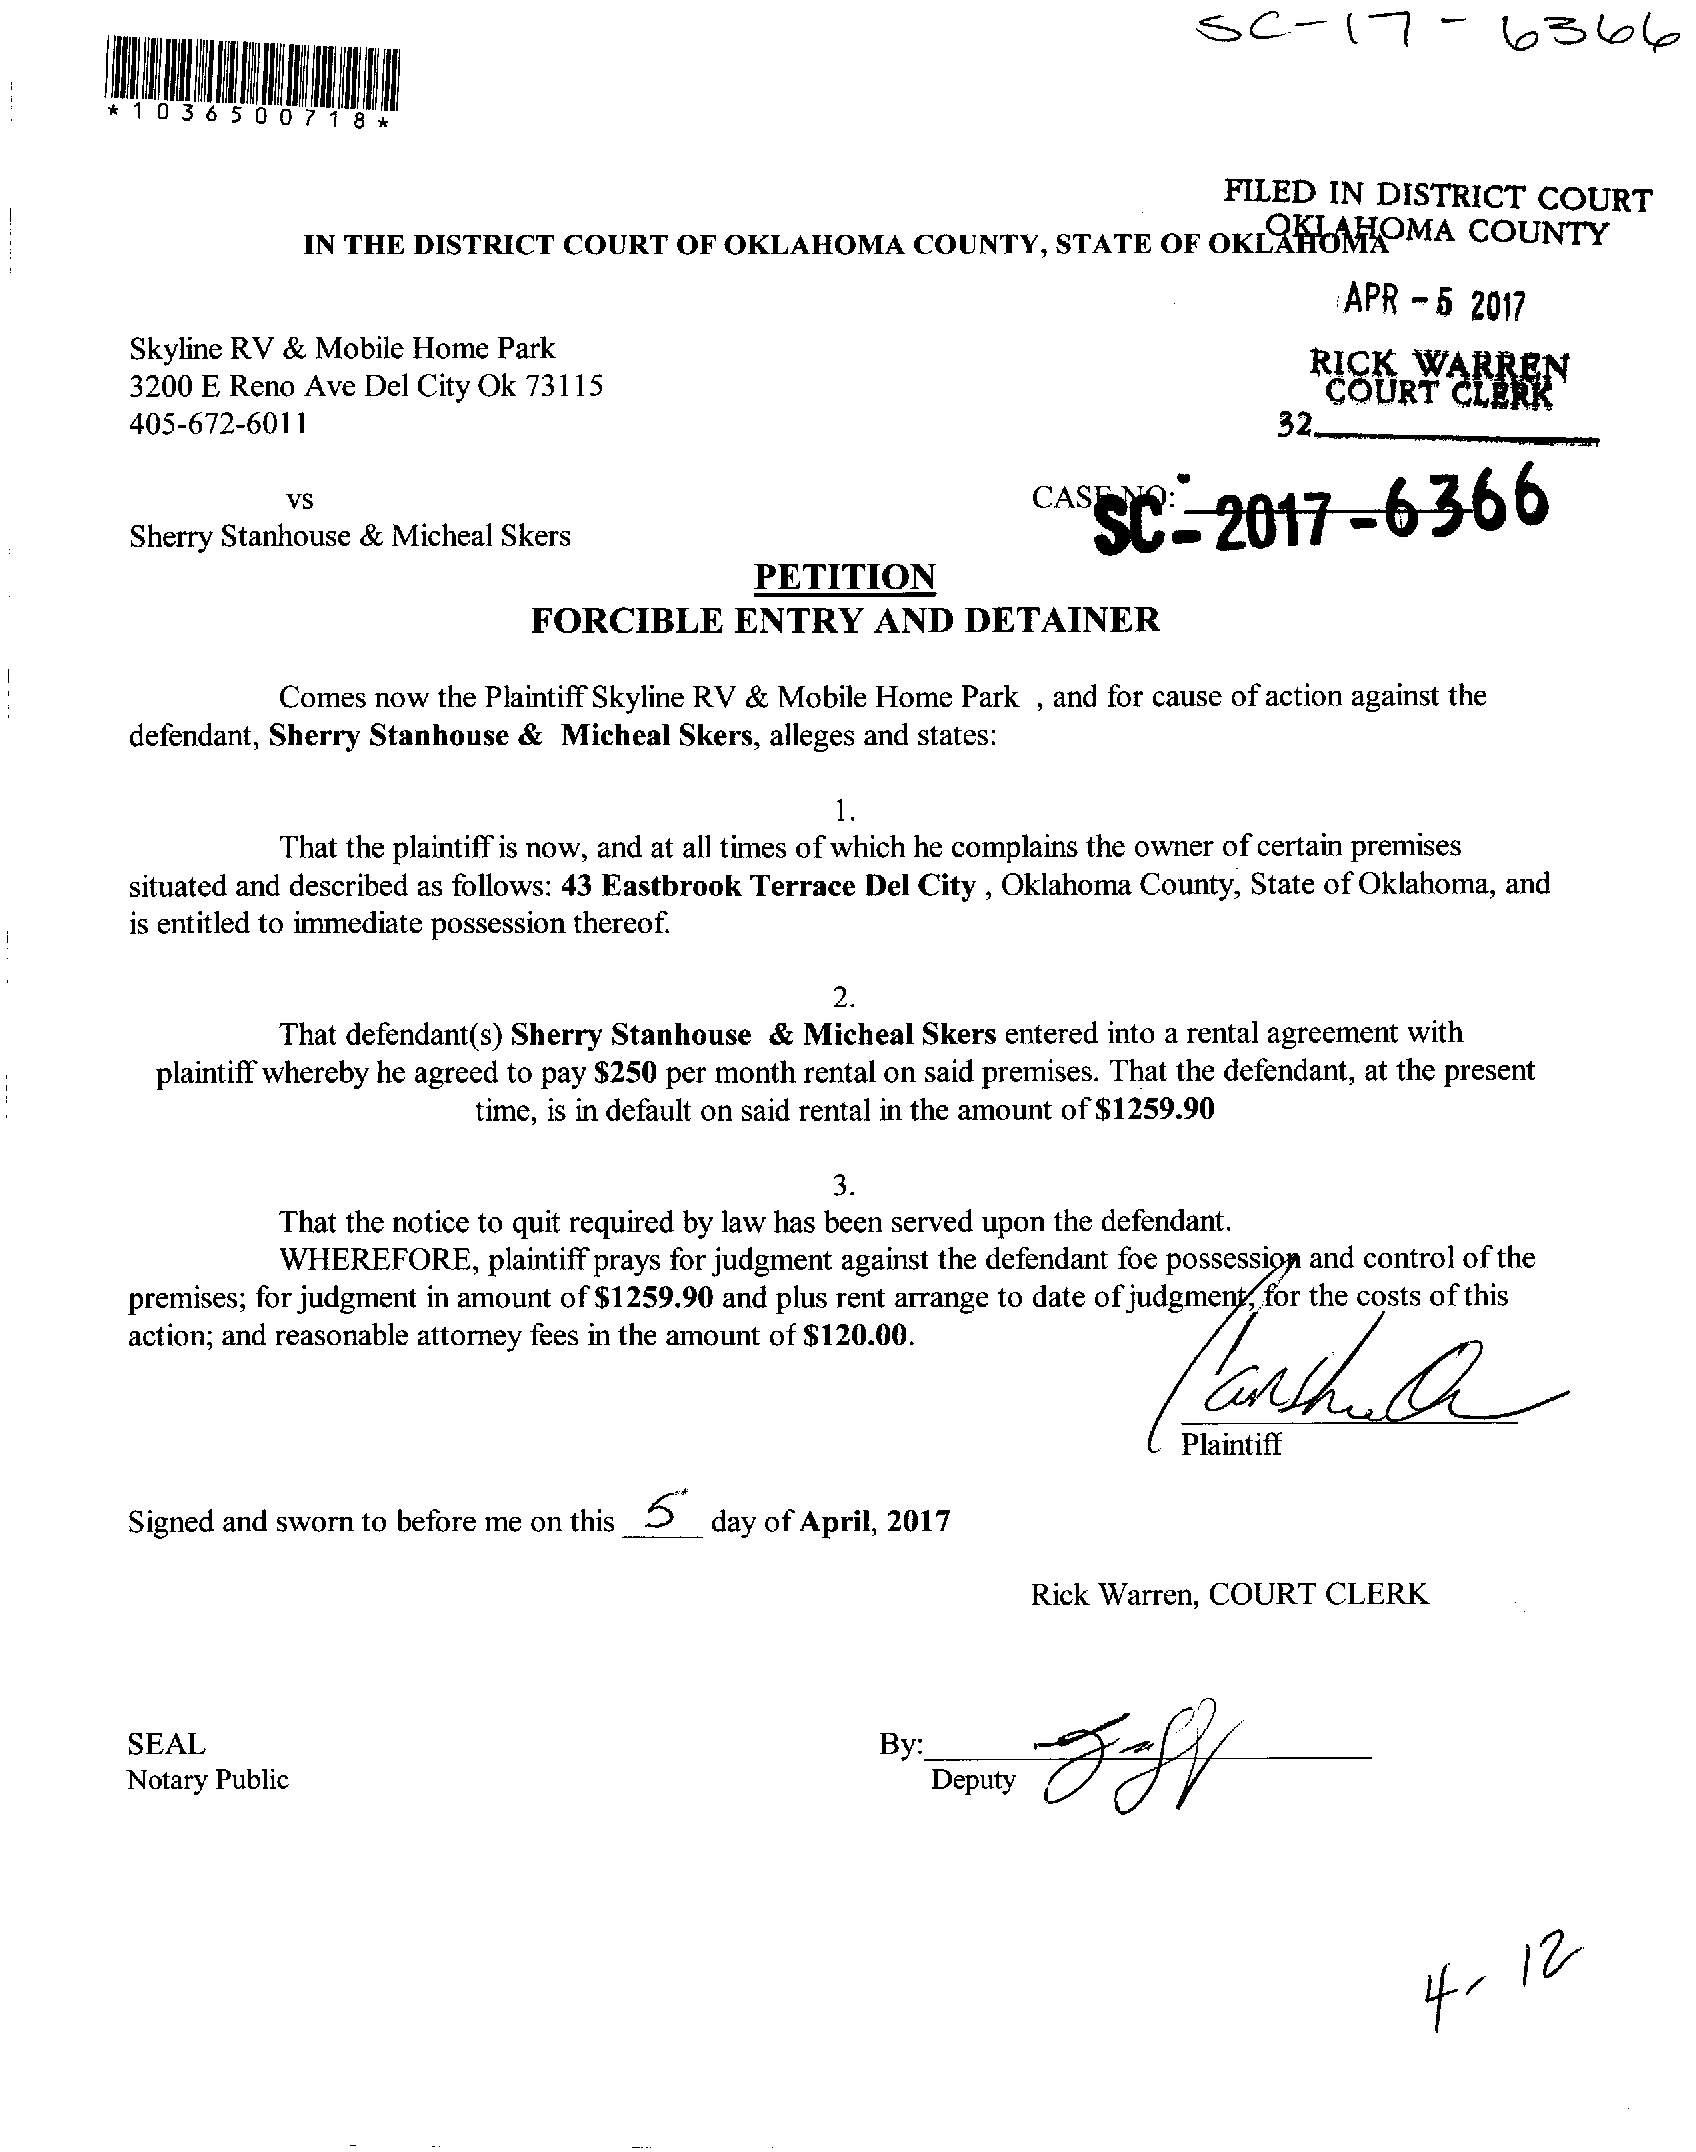 SC-17-6366
*1036500718*
FILED IN DISTRICT COURT
OKLAHOMA COUNTY
IN THE DISTRICT COURT OF OKLAHOMA COUNTY, STATE OF OKLAHOMA
APR -5 2017
Skyline RV & Mobile Home Park
RICK WARREN
3200 E Reno Ave Del City Ok 73115
COURT CLERK
405-672-6011
32
vs
CASE NO:
SC-2017-6366
Sherry Stanhouse & Micheal Skers
PETITION
FORCIBLE ENTRY AND DETAINER
Comes now the Plaintiff Skyline RV & Mobile Home Park , and for cause of action against the
defendant, Sherry Stanhouse & Micheal Skers, alleges and states:
1.
That the plaintiff is now, and at all times of which he complains the owner of certain premises
situated and described as follows: 43 Eastbrook Terrace Del City , Oklahoma County, State of Oklahoma, and
is entitled to immediate possession thereof.
2.
That defendant(s) Sherry Stanhouse & Micheal Skers entered into a rental agreement with
plaintiff whereby he agreed to pay $250 per month rental on said premises. That the defendant, at the present
time, is in default on said rental in the amount of $1259.90
3.
That the notice to quit required by law has been served upon the defendant.
WHEREFORE, plaintiff prays for judgment against the defendant foe possession and control of the
premises; for judgment in amount of $1259.90 and plus rent arrange to date of judgment, for the costs of this
action; and reasonable attorney fees in the amount of $120.00.
Plaintiff
Signed and sworn to before me on this 5 day of April, 2017
Rick Warren, COURT CLERK
SEAL
By:
Notary Public
Deputy
4-12